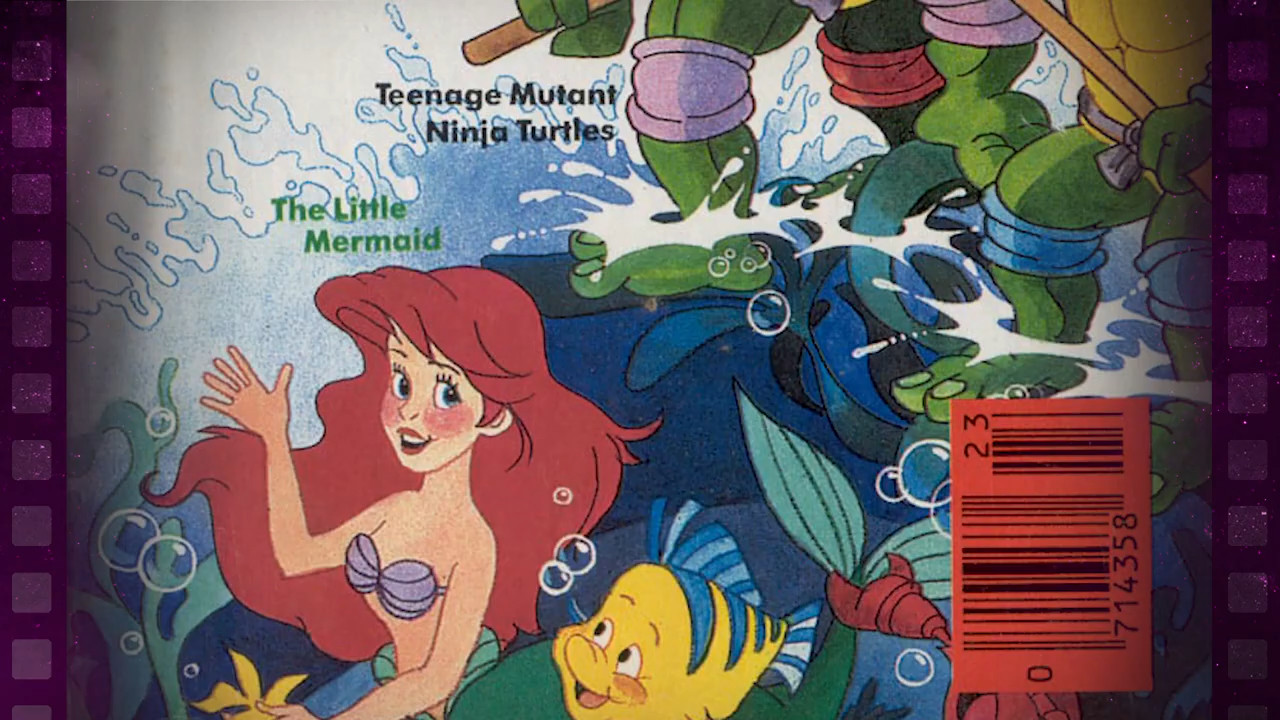 Teenage Mutant
Ninja Turtles
The Little
Mermaid
23
714358
0